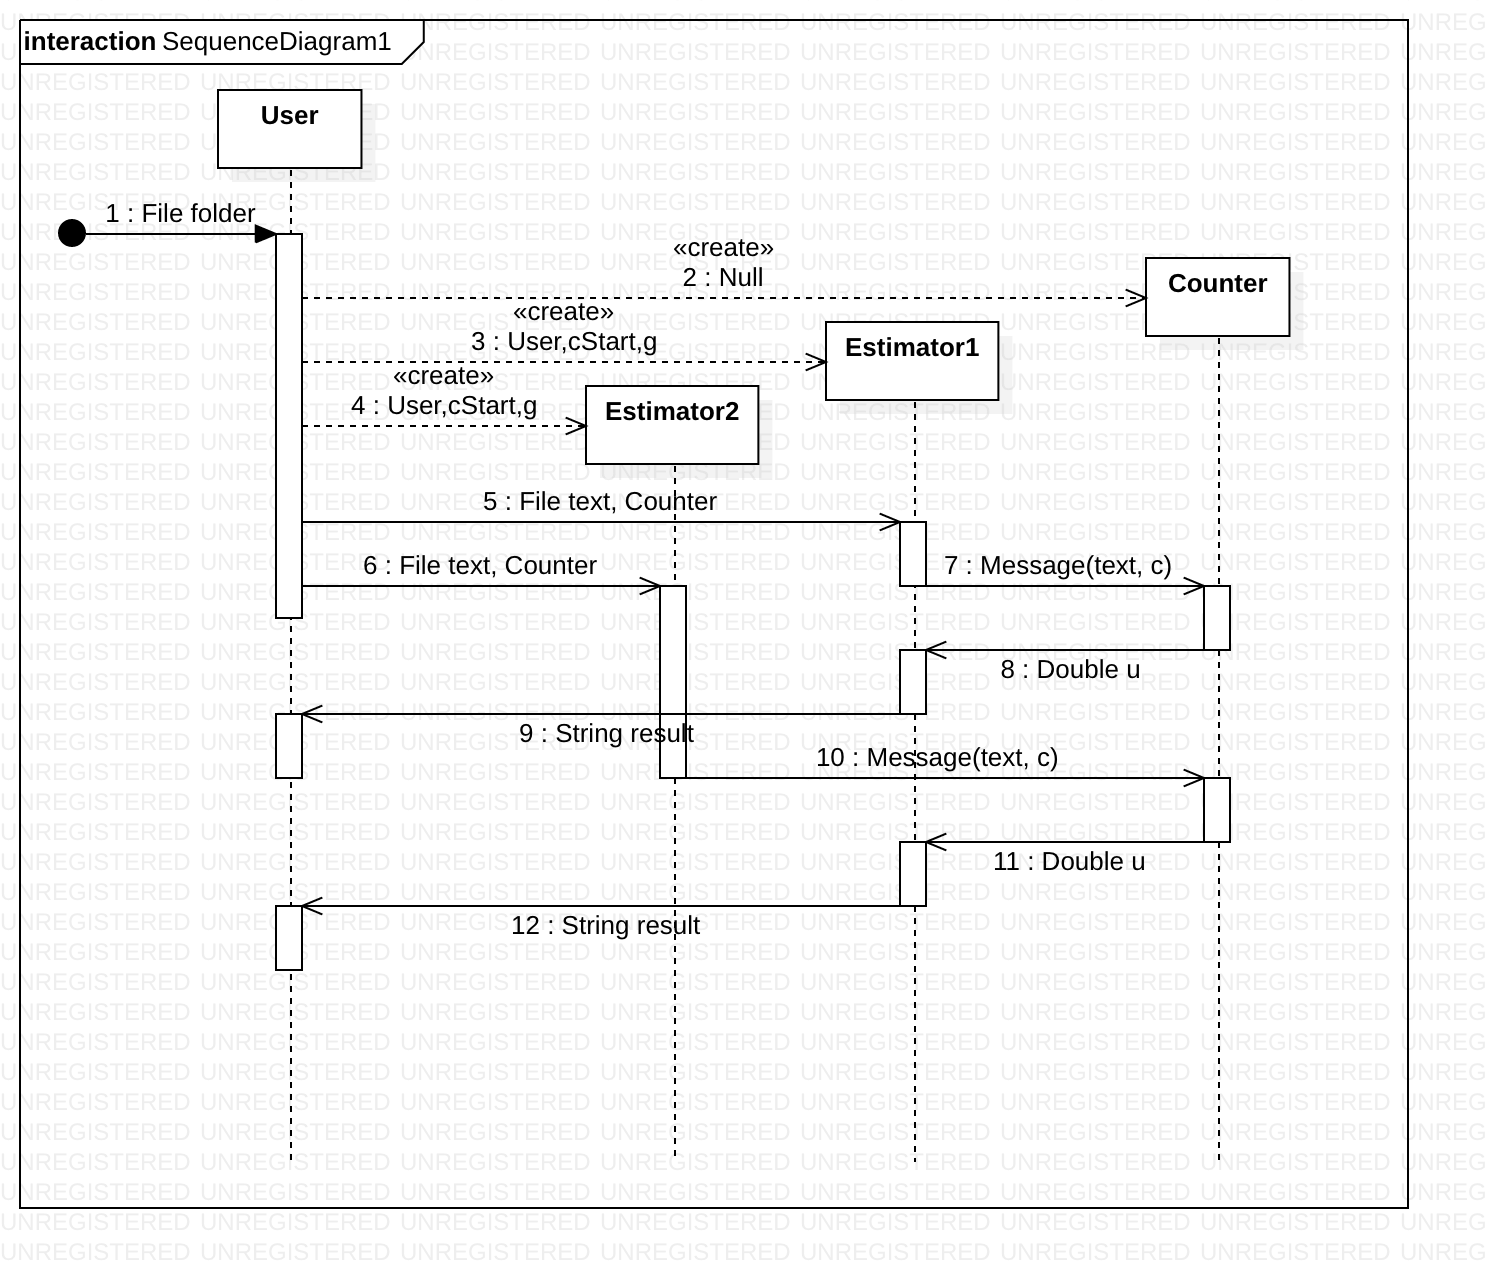 interaction SequenceDiagram1
User
1 : File folder
«create»
2 : Null
Counter
«create»
3 : User,cStart,g
Estimator1
«create»
4 : User,cStart,g
Estimator2
5 : File text, Counter
6 : File text, Counter
7 : Message(text, c)
8 : Double u
9 : String result
10 : Message(text, c)
11 : Double u
12 : String result
UNREGISTERED